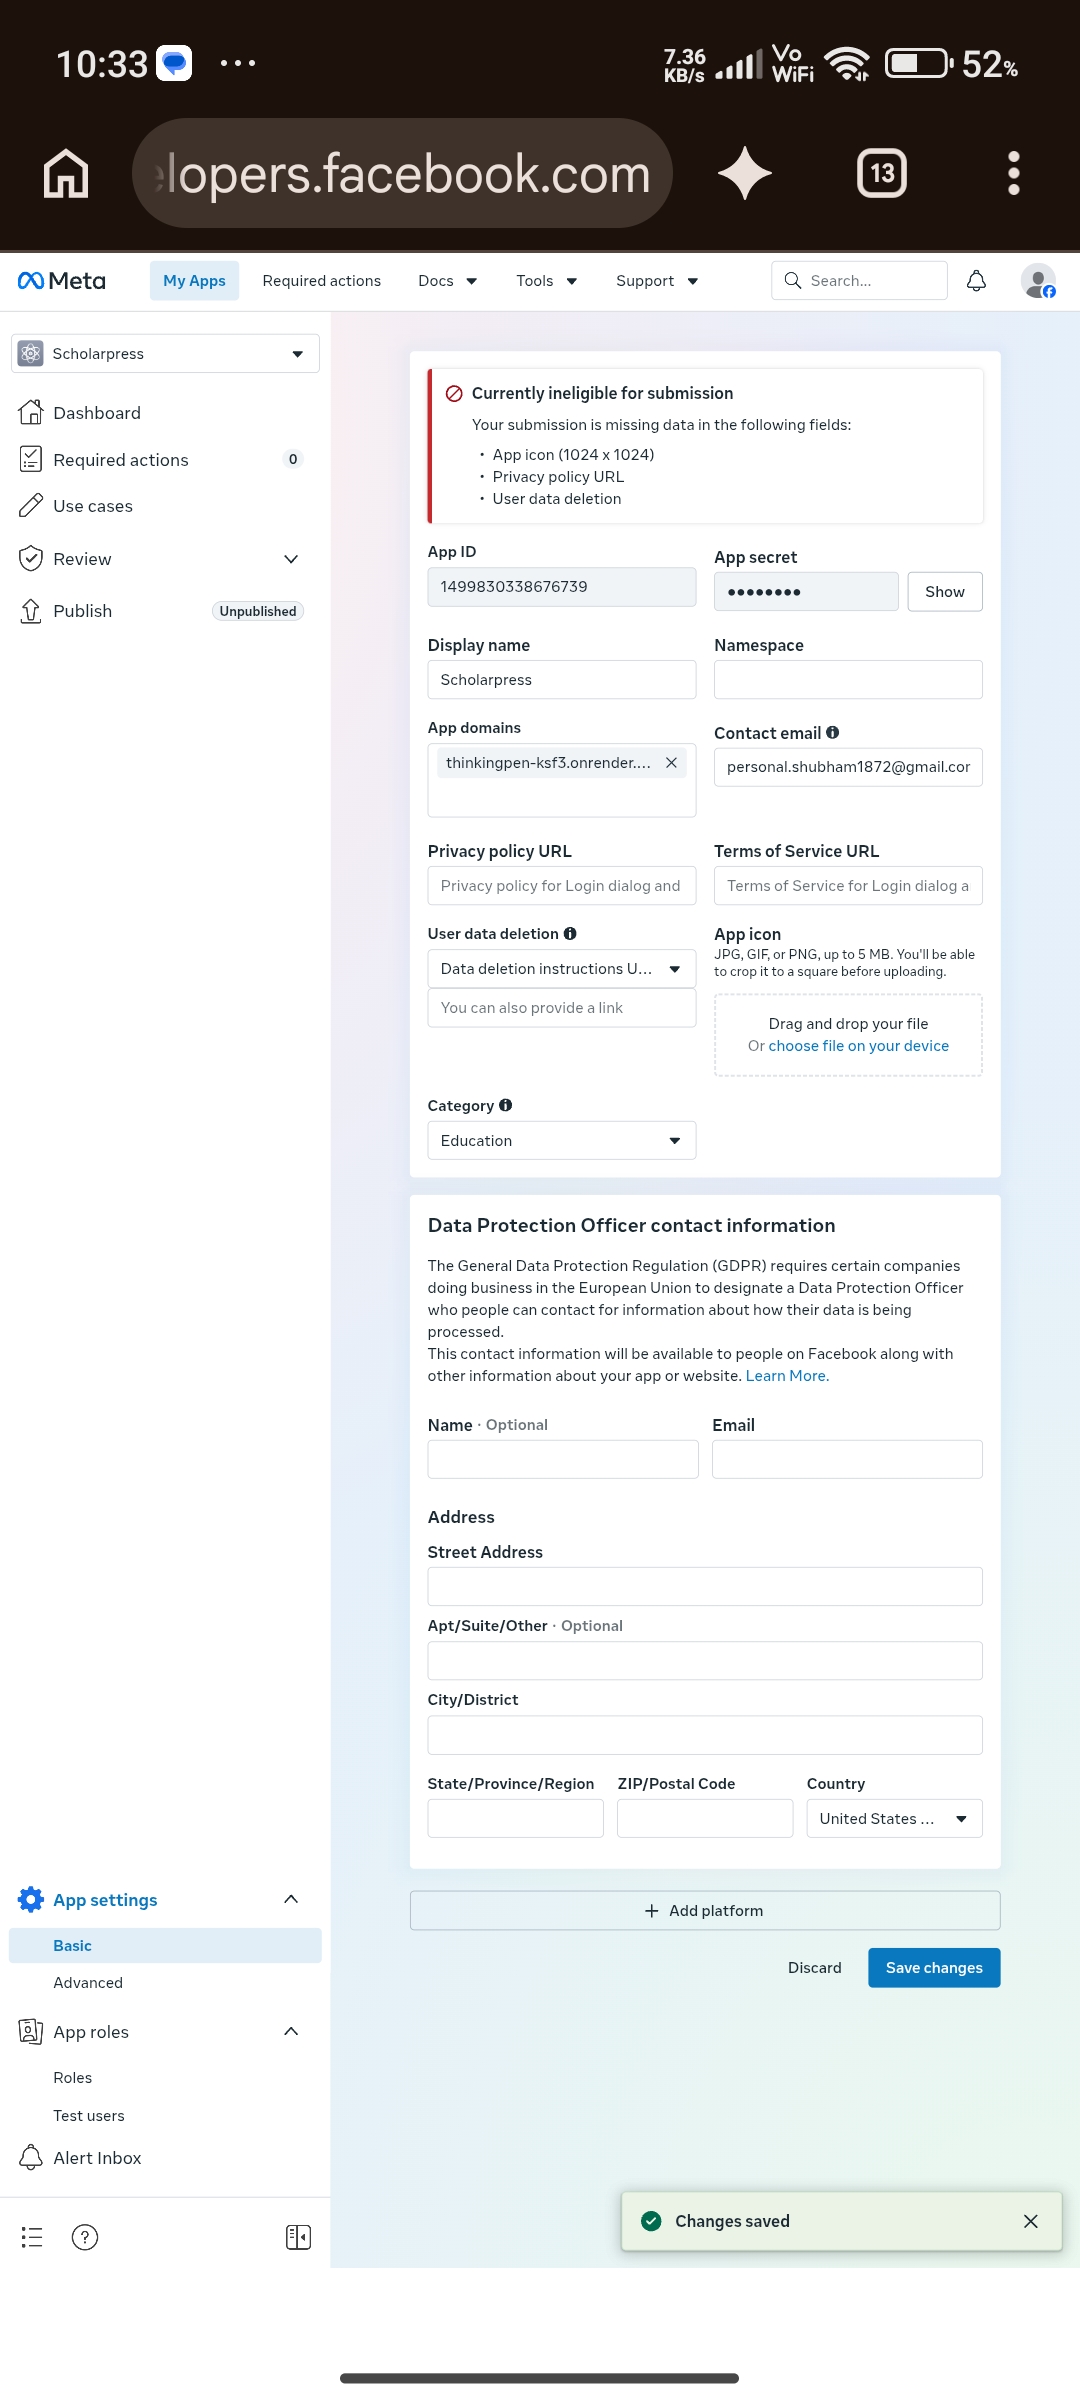 10:33
7.36 KB/s
Vo WiFi
52%
lopers.facebook.com
13
Meta
My Apps
Required actions
Docs
Tools
Support
Search...
Scholarpress
Dashboard
Required actions
0
Use cases
Review
Publish
Unpublished
Currently ineligible for submission
Your submission is missing data in the following fields:
• App icon (1024 x 1024)
• Privacy policy URL
• User data deletion
App ID
1499830338676739
App secret
●●●●●●●●
Show
Display name
Scholarpress
Namespace
App domains
thinkingpen-ksf3.onrender....
Contact email
personal.shubham1872@gmail.cor
Privacy policy URL
Privacy policy for Login dialog and
Terms of Service URL
Terms of Service for Login dialog a
User data deletion
Data deletion instructions U...
You can also provide a link
App icon
JPG, GIF, or PNG, up to 5 MB. You'll be able
to crop it to a square before uploading.
Drag and drop your file
Or choose file on your device
Category
Education
Data Protection Officer contact information
The General Data Protection Regulation (GDPR) requires certain companies
doing business in the European Union to designate a Data Protection Officer
who people can contact for information about how their data is being
processed.
This contact information will be available to people on Facebook along with
other information about your app or website. Learn More.
Name · Optional
Email
Address
Street Address
Apt/Suite/Other · Optional
City/District
State/Province/Region
ZIP/Postal Code
Country
United States ...
+ Add platform
Discard
Save changes
App settings
Basic
Advanced
App roles
Roles
Test users
Alert Inbox
Changes saved